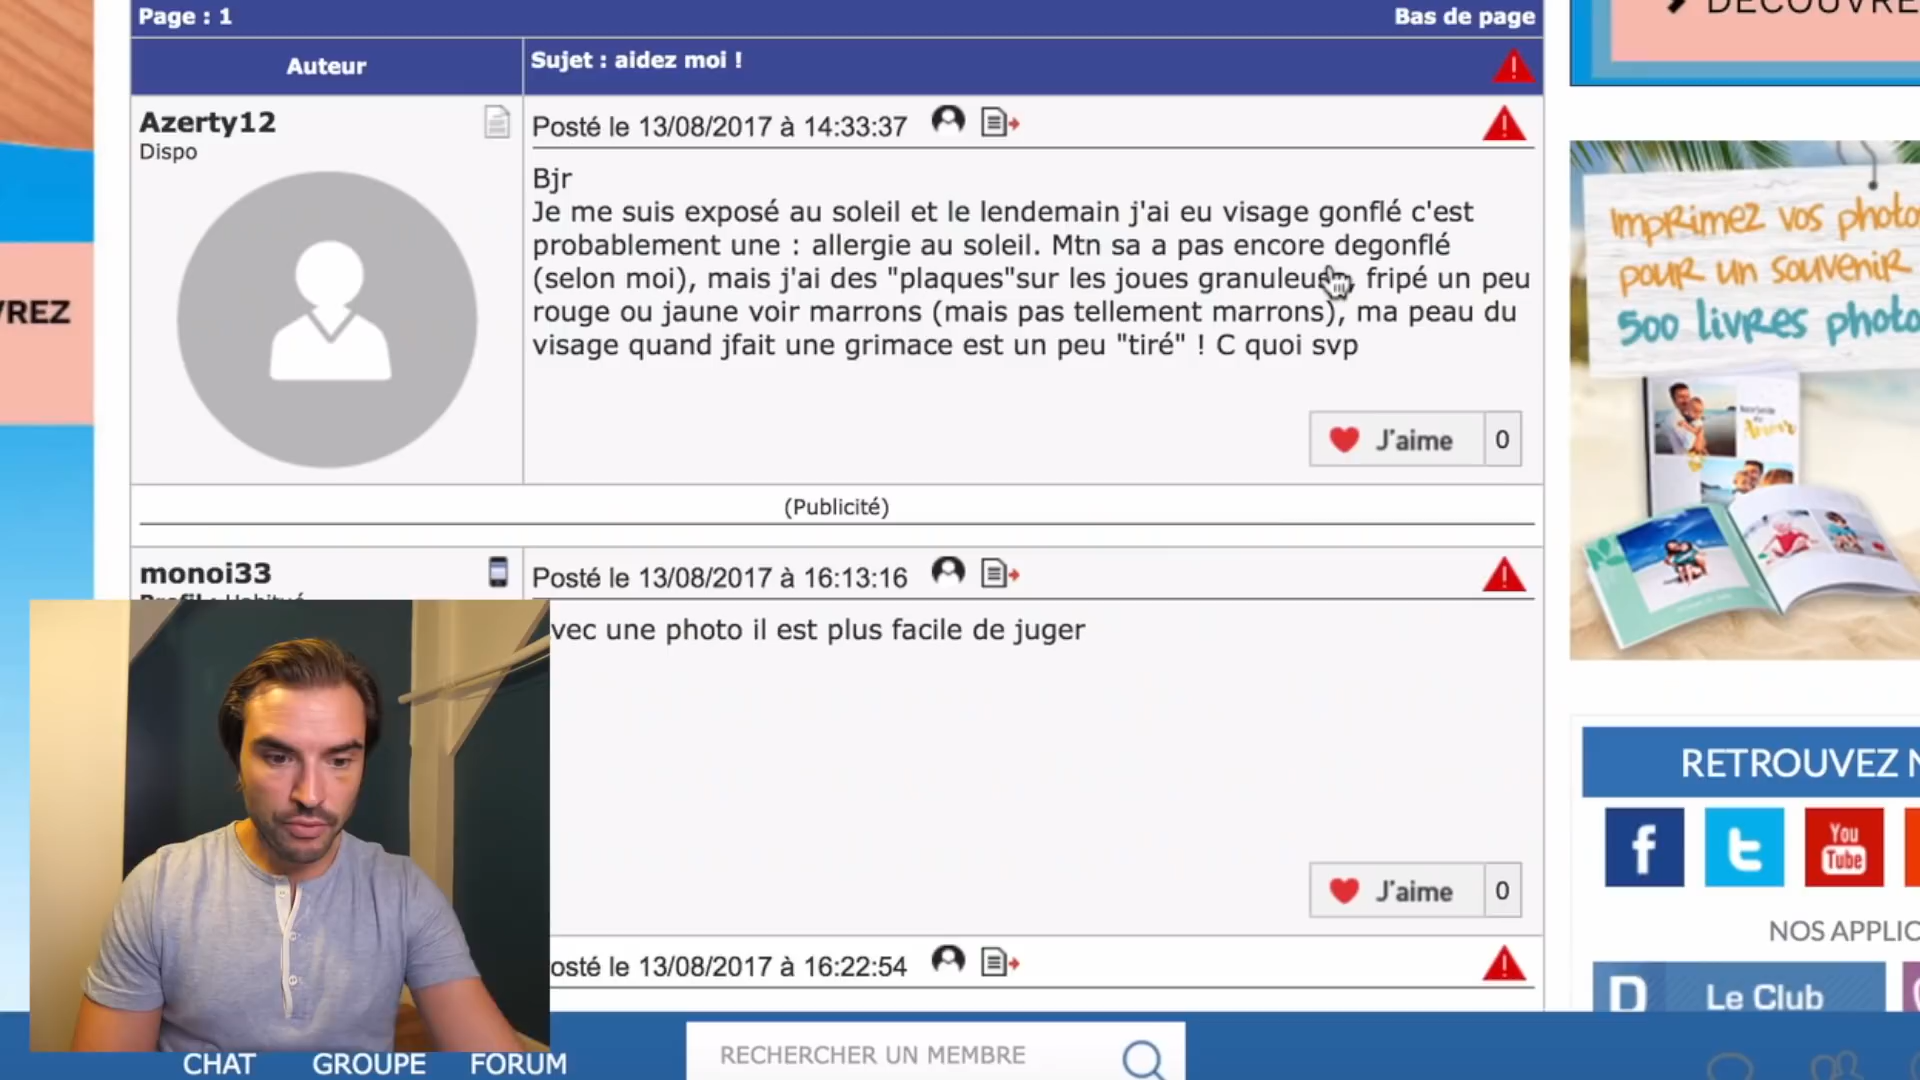 Page : 1
Bas de page
Auteur
Sujet : aidez moi !
Azerty12
Dispo
Posté le 13/08/2017 à 14:33:37
Bjr
Je me suis exposé au soleil et le lendemain j'ai eu visage gonflé c'est
probablement une : allergie au soleil. Mtn sa a pas encore degonflé
(selon moi), mais j'ai des "plaques"sur les joues granuleus, fripé un peu
rouge ou jaune voir marrons (mais pas tellement marrons), ma peau du
visage quand jfait une grimace est un peu "tiré" ! C quoi svp
J'aime 0
(Publicité)
monoi33
Profil : Habitué
Posté le 13/08/2017 à 16:13:16
vec une photo il est plus facile de juger
J'aime 0
osté le 13/08/2017 à 16:22:54
CHAT GROUPE FORUM
RECHERCHER UN MEMBRE
VREZ
DÉCOUVRE
Imprimez vos photo
pour un souvenir
500 livres photo
Amour
RETROUVEZ N
f
t
You
Tube
NOS APPLIC
D Le Club